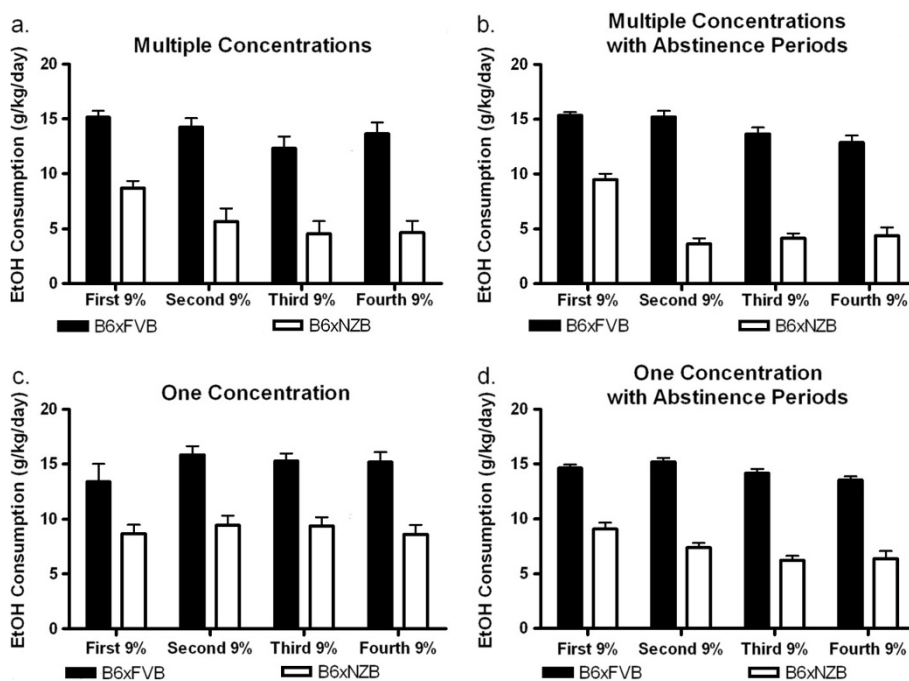 a.
Multiple Concentrations
EtOH Consumption (g/kg/day)
20
15
10
5
0
First 9% Second 9% Third 9% Fourth 9%
B6xFVB B6xNZB
b.
Multiple Concentrations
with Abstinence Periods
EtOH Consumption (g/kg/day)
20
15
10
5
0
First 9% Second 9% Third 9% Fourth 9%
B6xFVB B6xNZB
c.
One Concentration
EtOH Consumption (g/kg/day)
20
15
10
5
0
First 9% Second 9% Third 9% Fourth 9%
B6xFVB B6xNZB
d.
One Concentration
with Abstinence Periods
EtOH Consumption (g/kg/day)
20
15
10
5
0
First 9% Second 9% Third 9% Fourth 9%
B6xFVB B6xNZB